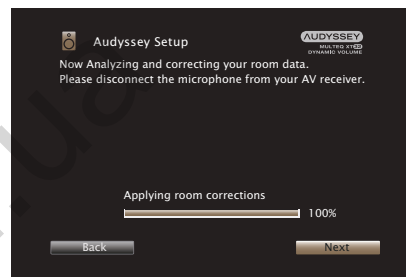 Audyssey Setup
AUDYSSEY
MULTEQ XT32
DYNAMIC VOLUME
Now Analyzing and correcting your room data.
Please disconnect the microphone from your AV receiver.
Applying room corrections
100%
Back
Next